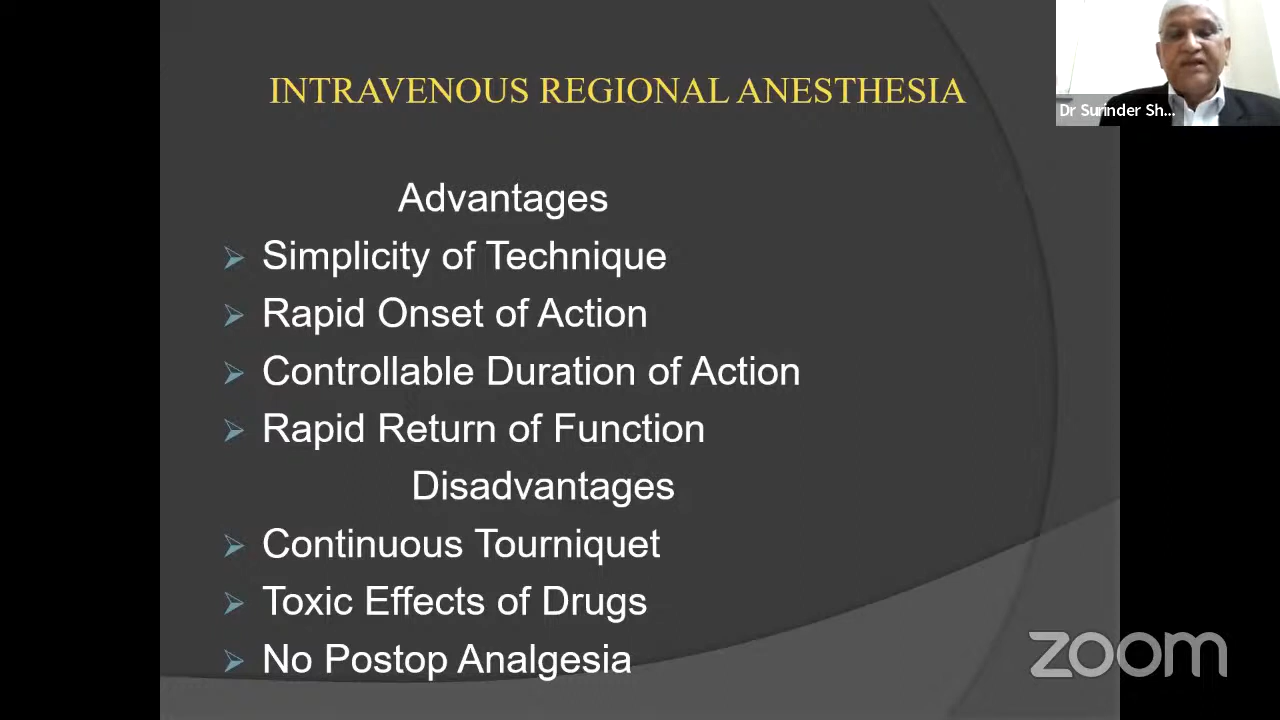 INTRAVENOUS REGIONAL ANESTHESIA
Dr Surinder Sh...
Advantages
Simplicity of Technique
Rapid Onset of Action
Controllable Duration of Action
Rapid Return of Function
Disadvantages
Continuous Tourniquet
Toxic Effects of Drugs
No Postop Analgesia
zoom